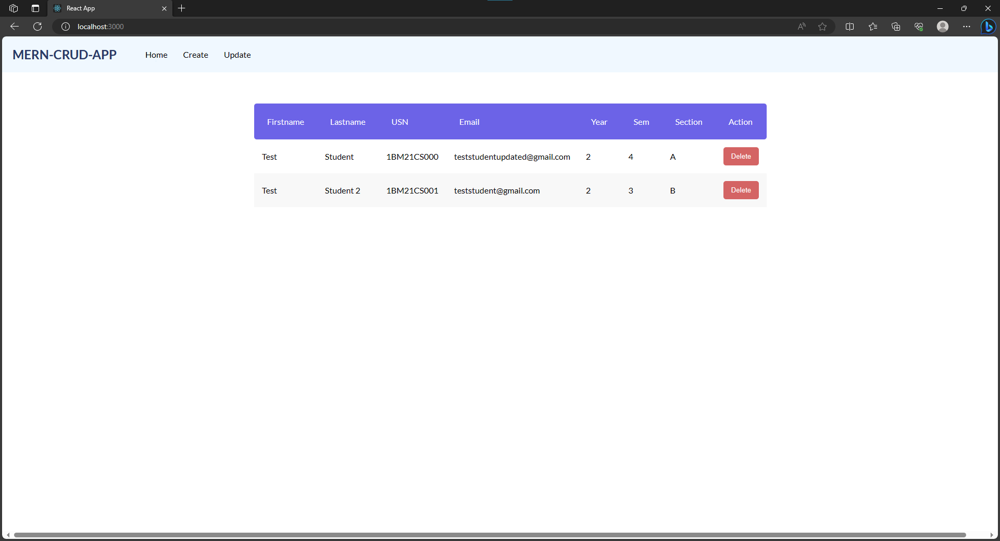 React App
localhost:3000
MERN-CRUD-APP Home Create Update
Firstname Lastname USN Email Year Sem Section Action
Test Student 1BM21CS000 teststudentupdated@gmail.com 2 4 A Delete
Test Student 2 1BM21CS001 teststudent@gmail.com 2 3 B Delete